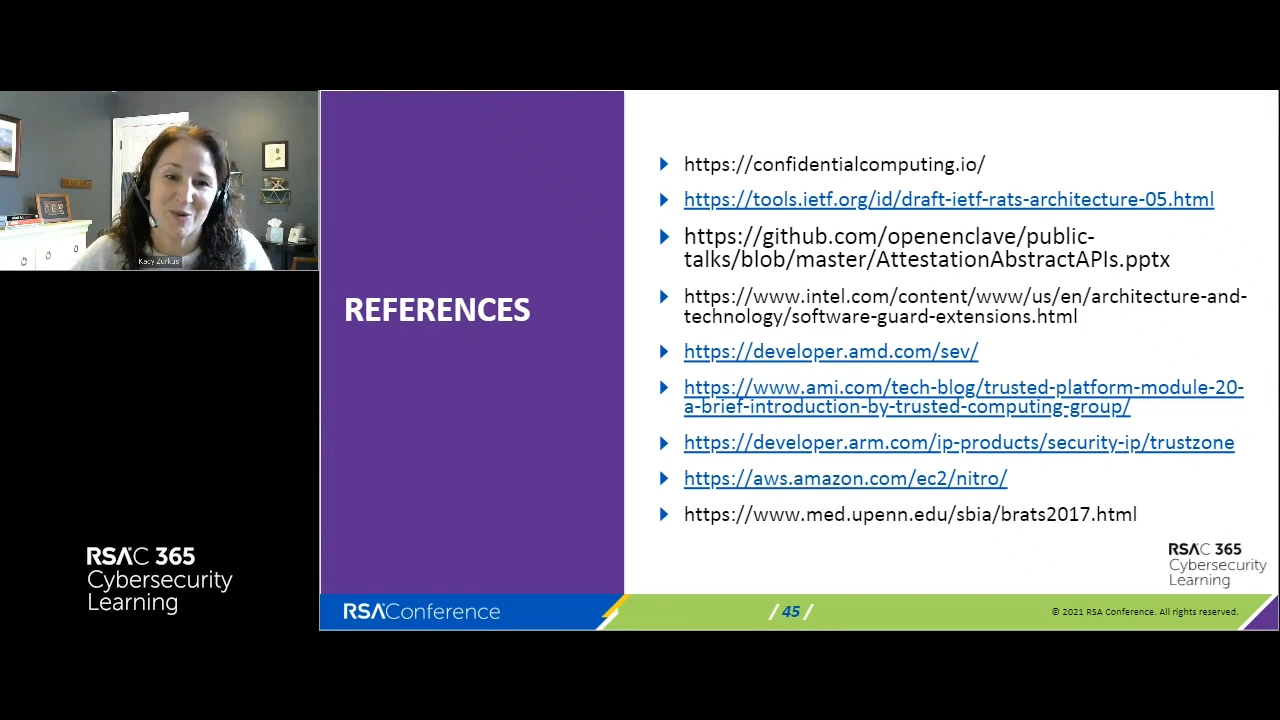 Kacy Zurkus
RSAC 365
Cybersecurity
Learning
REFERENCES
https://confidentialcomputing.io/
https://tools.ietf.org/id/draft-ietf-rats-architecture-05.html
https://github.com/openenclave/public-
talks/blob/master/AttestationAbstractAPIs.pptx
https://www.intel.com/content/www/us/en/architecture-and-
technology/software-guard-extensions.html
https://developer.amd.com/sev/
https://www.ami.com/tech-blog/trusted-platform-module-20-
a-brief-introduction-by-trusted-computing-group/
https://developer.arm.com/ip-products/security-ip/trustzone
https://aws.amazon.com/ec2/nitro/
https://www.med.upenn.edu/sbia/brats2017.html
RSAC 365
Cybersecurity
Learning
RSAConference
/ 45 /
© 2021 RSA Conference. All rights reserved.